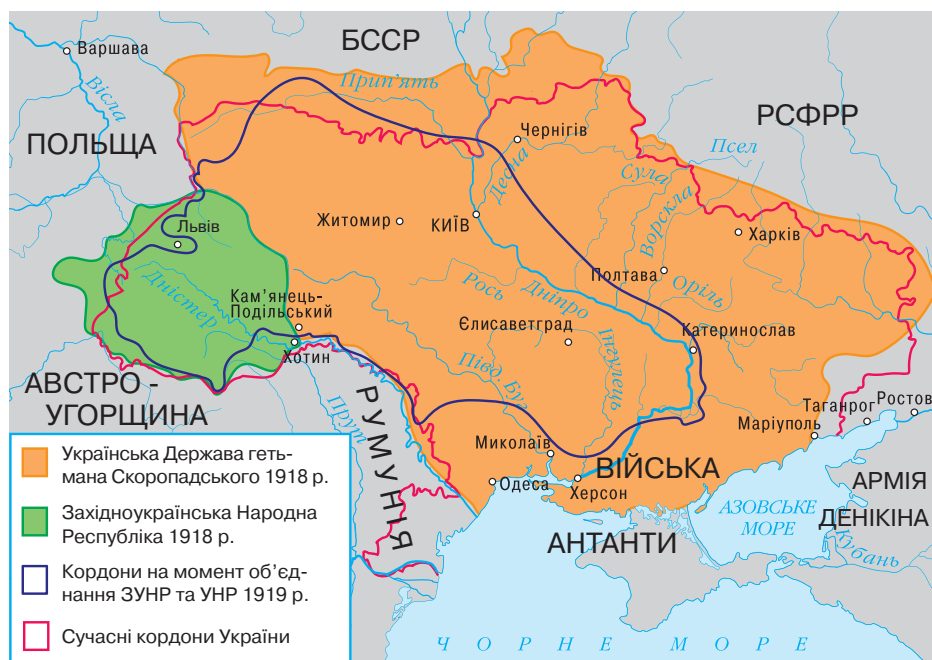 БССР
Варшава
Вісла
Прип'ять
РСФРР
ПОЛЬЩА
Чернігів
Десна
Псел
Сула
Ворскла
Львів
Житомир
КИЇВ
Харків
Полтава
Оріль
Дністер
Кам'янець-
Подільський
Рось
Дніпро
Єлисаветград
Інгулець
Катеринослав
Хотин
Півд. Буг
АВСТРО -
УГОРЩИНА
Прут
РУМУНІЯ
Таганрог
Ростов
Маріуполь
Миколаїв
ВІЙСЬКА
Одеса
Херсон
АНТАНТИ
АЗОВСЬКЕ
МОРЕ
АРМІЯ
ДЕНІКІНА
Кубань
ЧОРНЕ МОРЕ
Українська Держава геть-
мана Скоропадського 1918 р.
Західноукраїнська Народна
Республіка 1918 р.
Кордони на момент об'єд-
нання ЗУНР та УНР 1919 р.
Сучасні кордони України